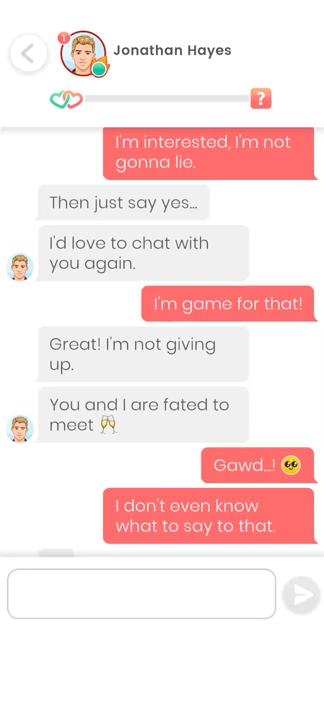 1
Jonathan Hayes
?
I'm interested, I'm not
gonna lie.
Then just say yes...
I'd love to chat with
you again.
I'm game for that!
Great! I'm not giving
up.
You and I are fated to
meet 🥂
Gawd...! 
I don't even know
what to say to that.